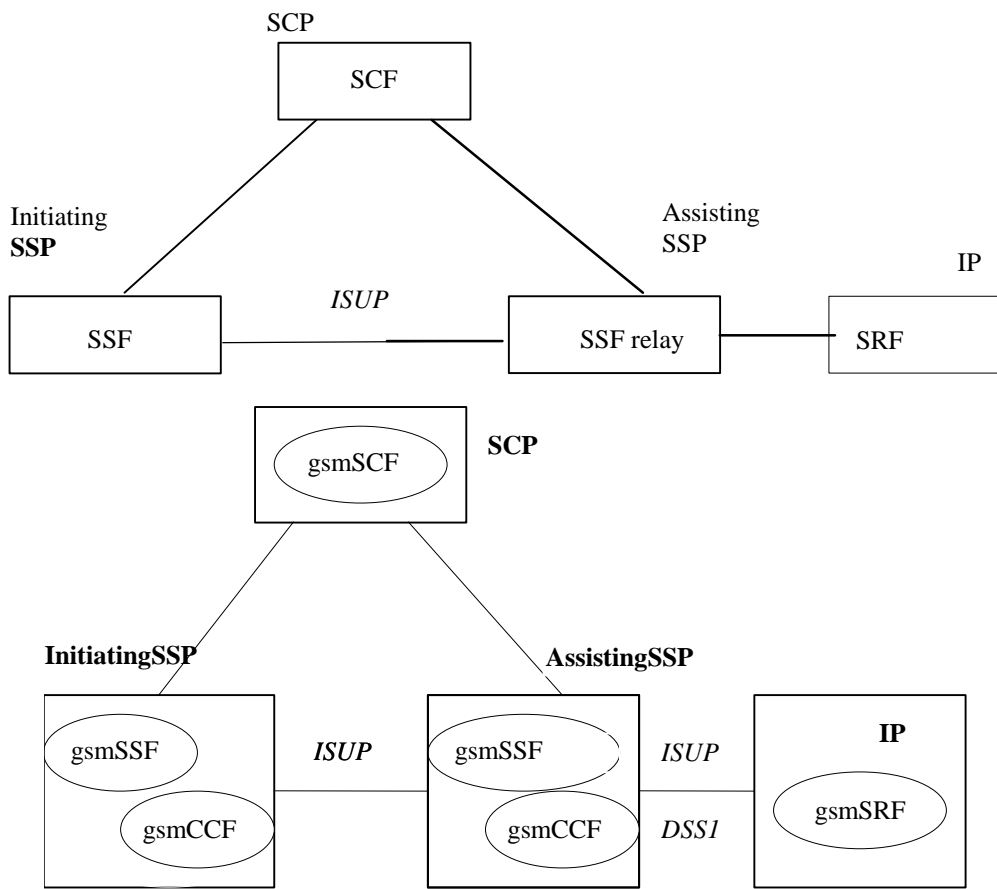 SCP
SCF
Initiating
SSP
Assisting
SSP
IP
ISUP
SSF
SSF relay
SRF
SCP
gsmSCF
InitiatingSSP
AssistingSSP
gsmSSF
ISUP
gsmSSF
ISUP
IP
gsmCCF
gsmCCF
DSS1
gsmSRF